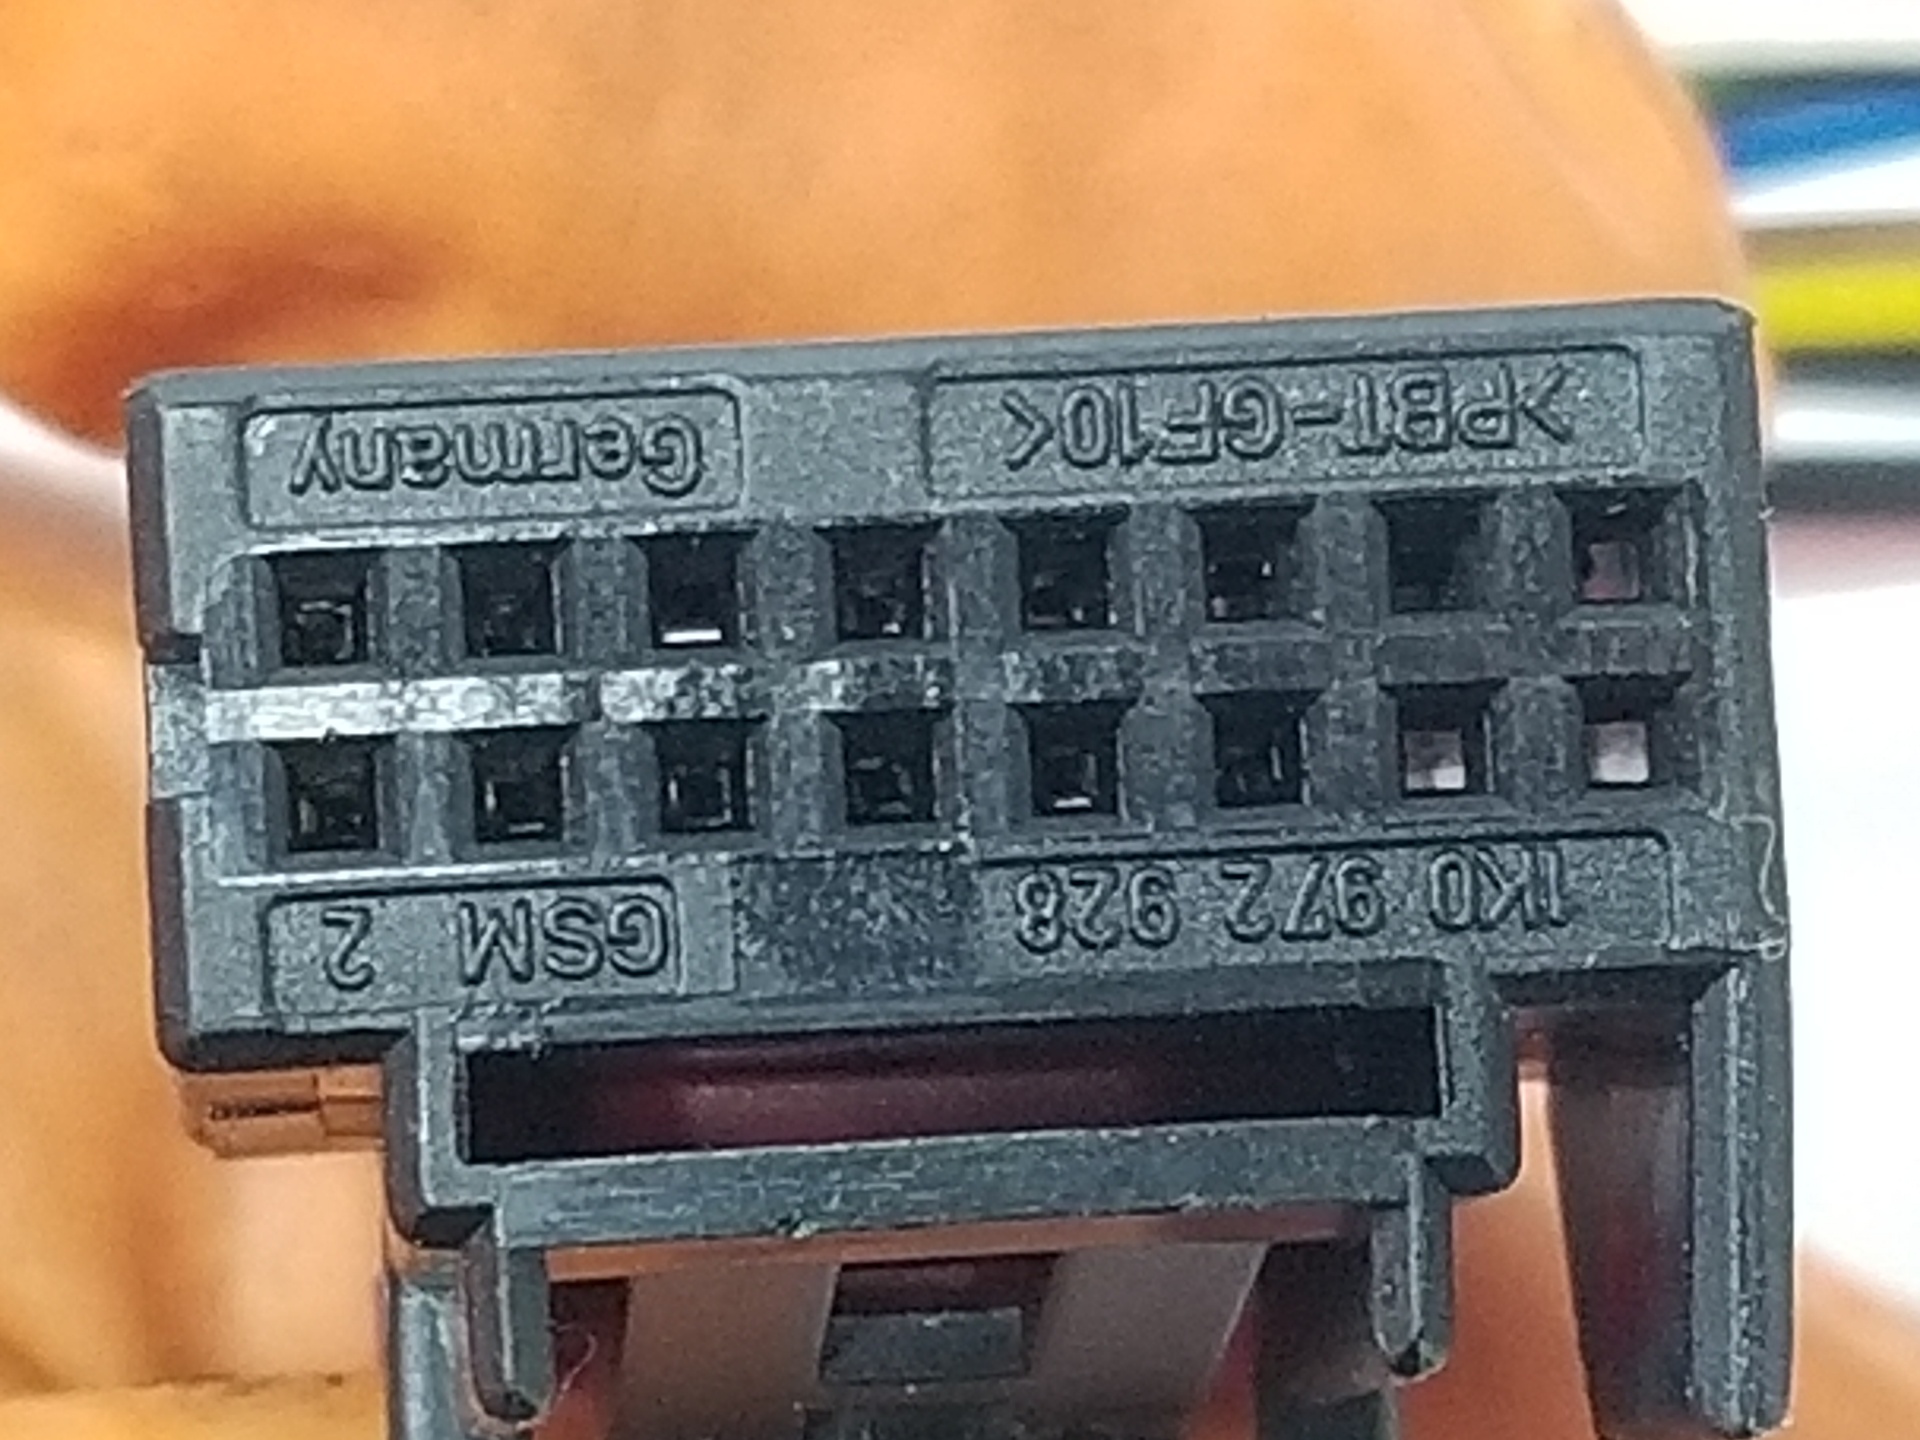 1K0 972 928
GSM 2
>PBT-GF10<
Germany